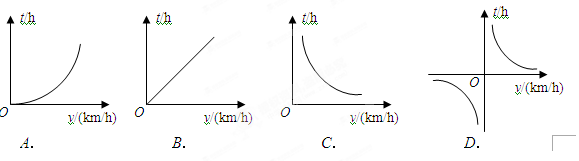 t/h t/h t/h t/h
O y/(km/h) O y/(km/h) O y/(km/h) O y/(km/h)
A. B. C. D.